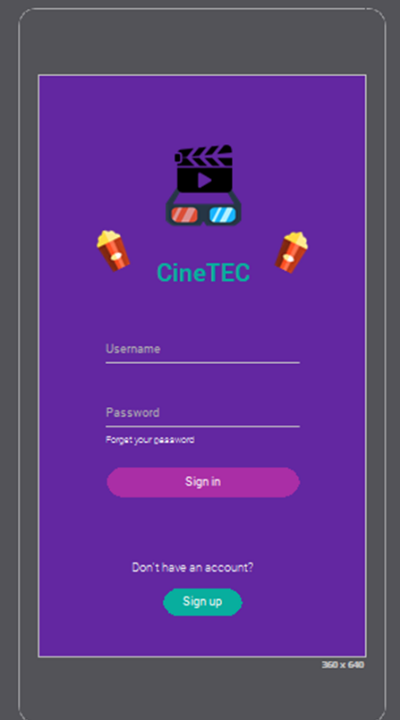 CineTEC
Username
Password
Forget your password
Sign in
Don't have an account?
Sign up
360 x 640